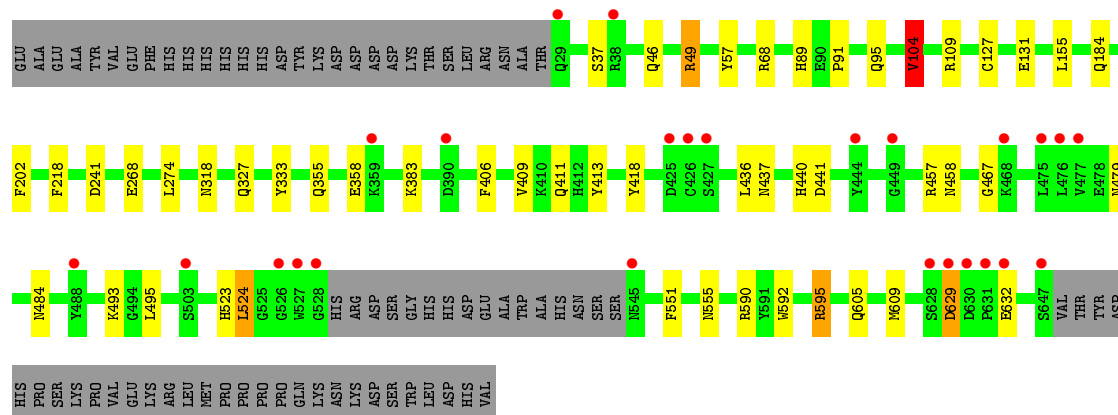 GLU ALA GLU ALA TYR VAL GLU PHE HIS HIS HIS HIS HIS HIS ASP TYR LYS ASP ASP ASP ASP LYS THR SER LEU ARG ASN ALA THR Q29 S37 R38 Q46 R49 Y57 R68 H89 E90 P91 Q95 V104 R109 C127 E131 L155 Q184
F202 F218 D241 E268 L274 N318 Q327 Y333 Q355 E358 K359 K383 D390 F406 V409 K410 Q411 H412 Y413 Y418 D425 C426 S427 L436 N437 H440 D441 Y444 G449 R457 N458 G467 K468 L475 L476 V477 E478 N479
N484 Y488 K493 G494 L495 S503 H523 L524 G525 G526 W527 G528 HIS ARG ASP SER GLY HIS HIS ASP GLU ALA TRP ALA HIS ASN SER SER N545 F551 N555 R590 Y591 W592 R595 Q605 M609 S628 D629 D630 P631 E632 S647 VAL THR TYR ASP
HIS PRO SER LYS PRO VAL GLU LYS ARG LEU MET PRO PRO PRO PRO GLN LYS ASN LYS ASP SER TRP LEU ASP HIS VAL